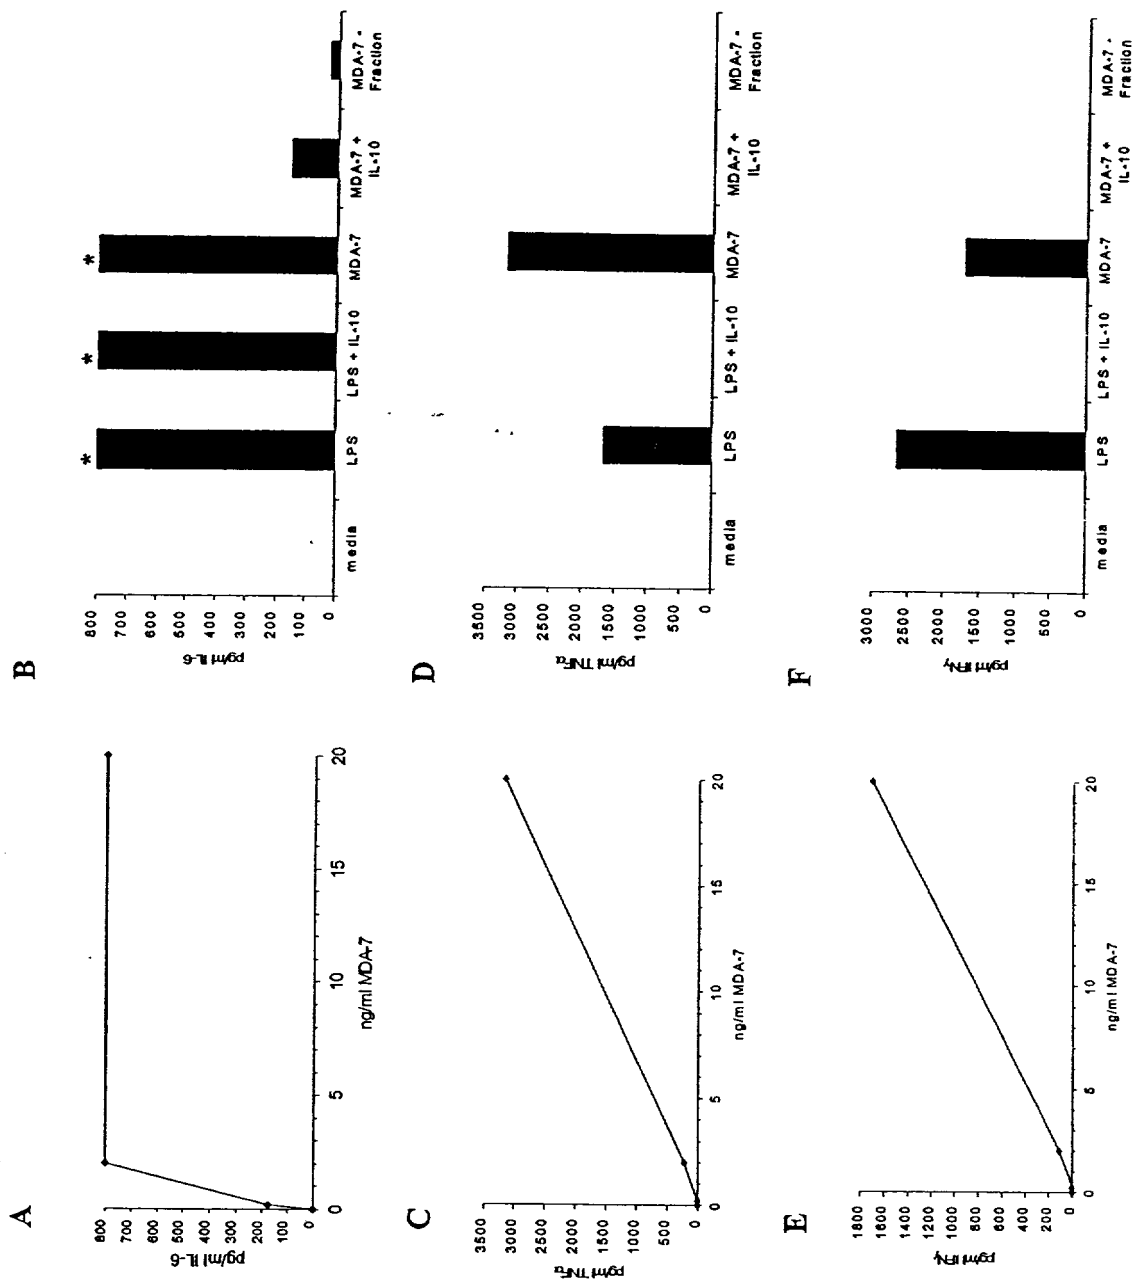 A
800
700
600
500
400
300
200
100
0
pg/ml IL-6
0
5
10
15
20
ng/ml MDA-7
B
800
700
600
500
400
300
200
100
0
pg/ml IL-6
*
*
*
media
LPS
LPS + IL-10
MDA-7
MDA-7 +
IL-10
MDA-7 -
Fraction
C
3500
3000
2500
2000
1500
1000
500
0
pg/ml TNFα
0
5
10
15
20
ng/ml MDA-7
D
3500
3000
2500
2000
1500
1000
500
0
pg/ml TNFα
media
LPS
LPS + IL-10
MDA-7
MDA-7 +
IL-10
MDA-7 -
Fraction
E
1800
1600
1400
1200
1000
800
600
400
200
0
pg/ml IFNγ
0
5
10
15
20
ng/ml MDA-7
F
3000
2500
2000
1500
1000
500
0
pg/ml IFNγ
media
LPS
LPS + IL-10
MDA-7
MDA-7 +
IL-10
MDA-7 -
Fraction